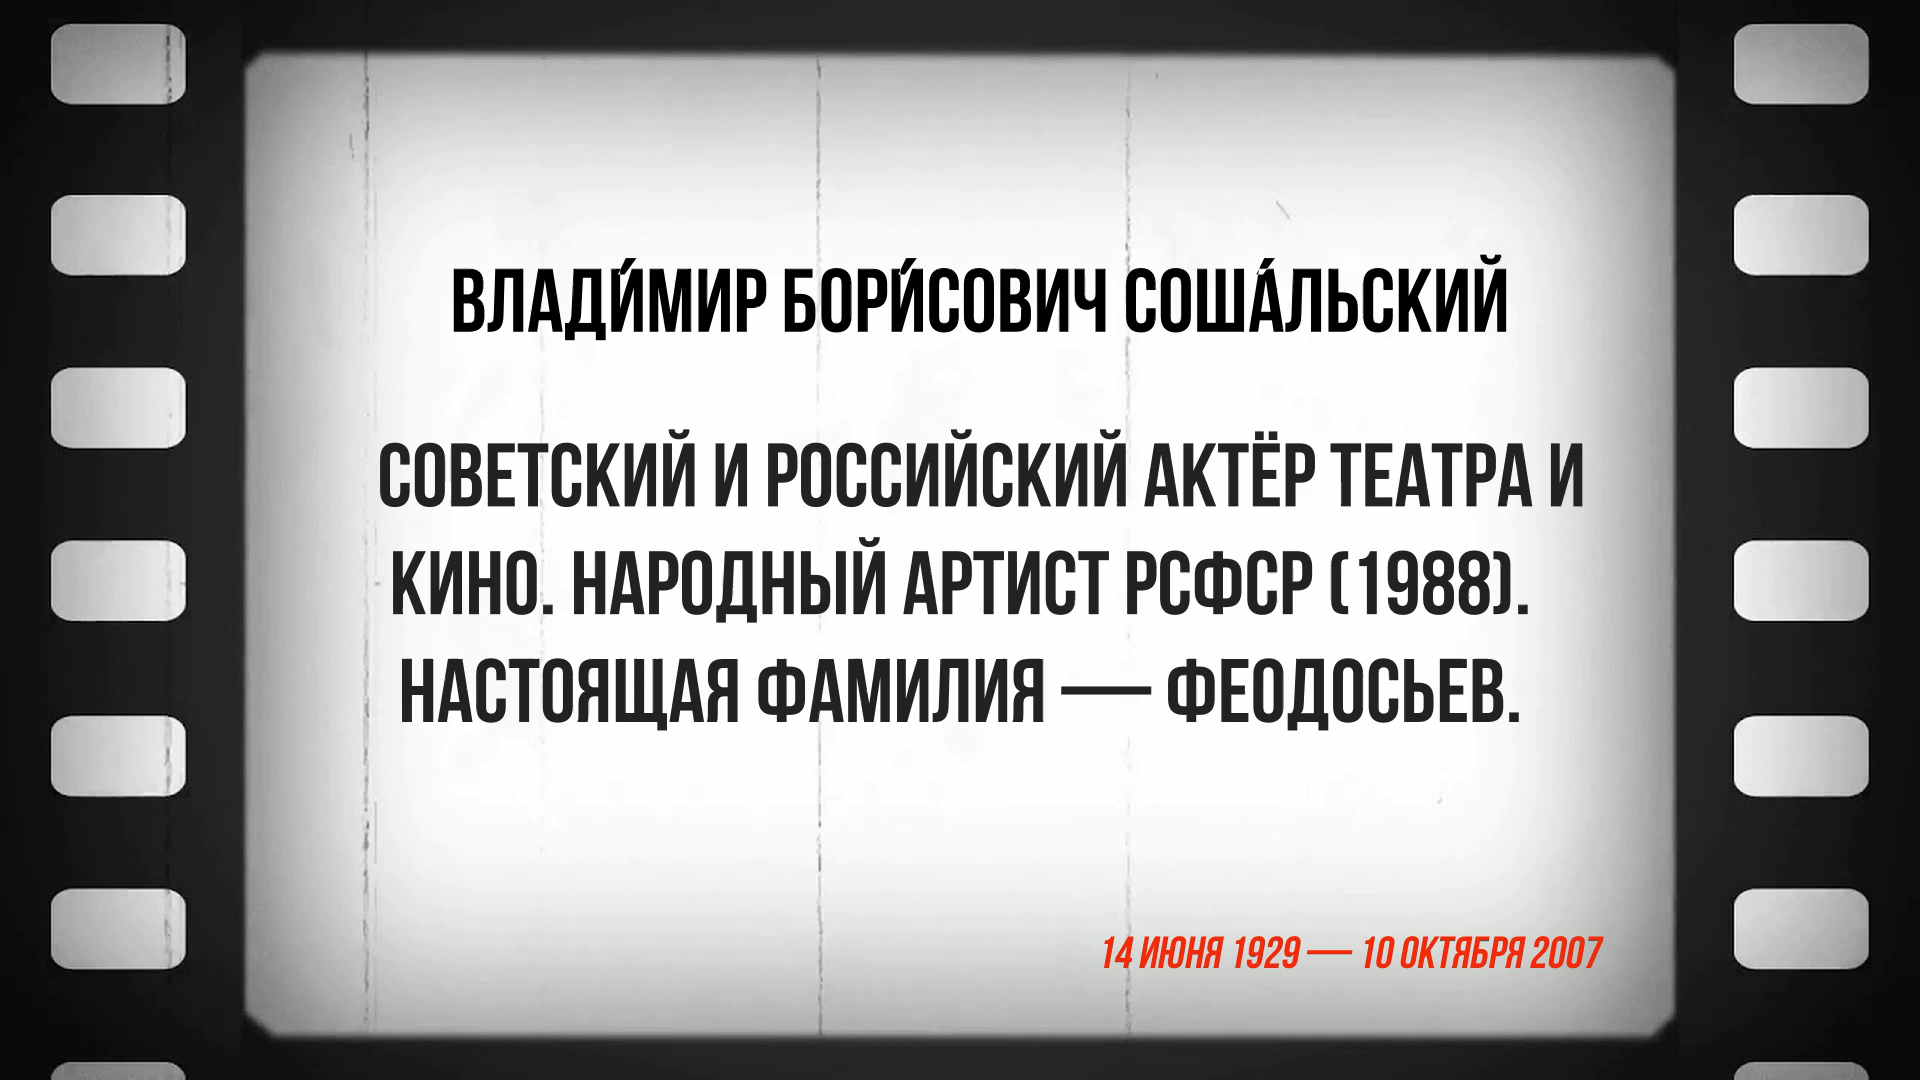 ВЛАДИ́МИР БОРИ́СОВИЧ СОША́ЛЬСКИЙ
СОВЕТСКИЙ И РОССИЙСКИЙ АКТЁР ТЕАТРА И
КИНО. НАРОДНЫЙ АРТИСТ РСФСР (1988).
НАСТОЯЩАЯ ФАМИЛИЯ — ФЕОДОСЬЕВ.
14 ИЮНЯ 1929 — 10 ОКТЯБРЯ 2007